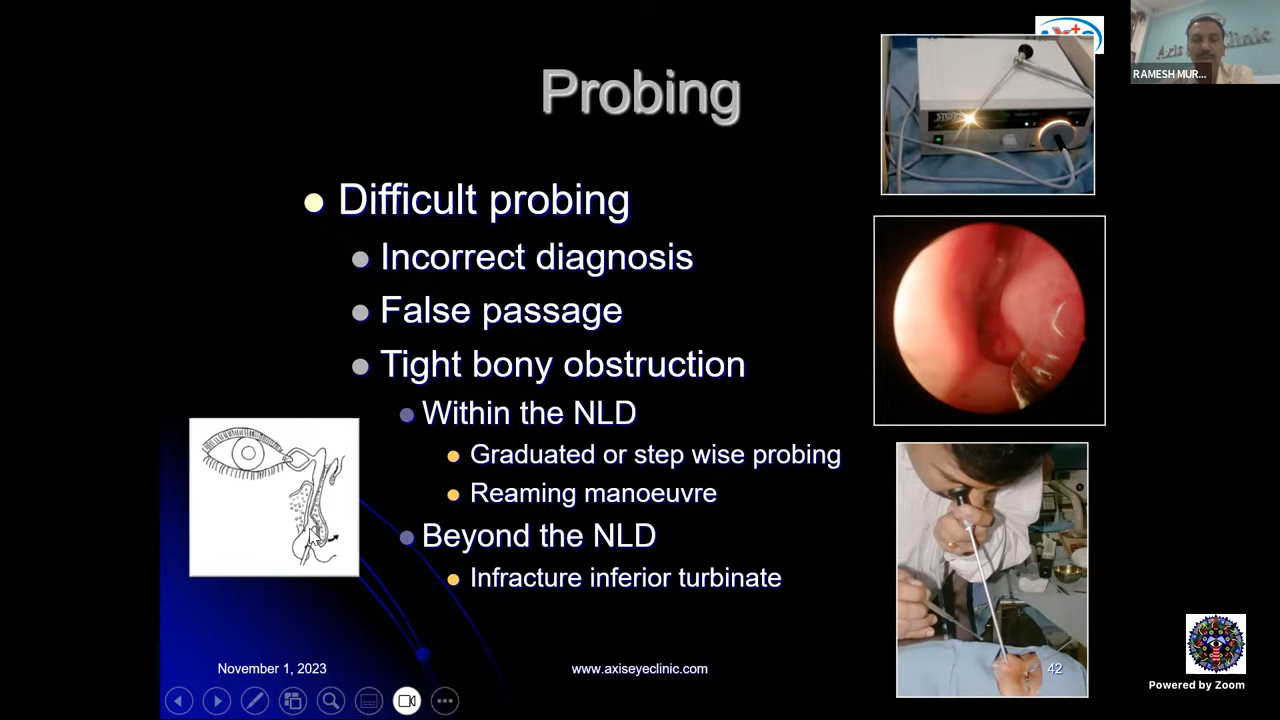 Probing
Difficult probing
Incorrect diagnosis
False passage
Tight bony obstruction
Within the NLD
Graduated or step wise probing
Reaming manoeuvre
Beyond the NLD
Infracture inferior turbinate
November 1, 2023
www.axiseyeclinic.com
42
RAMESH MUR...
Axis Clinic
Powered by Zoom